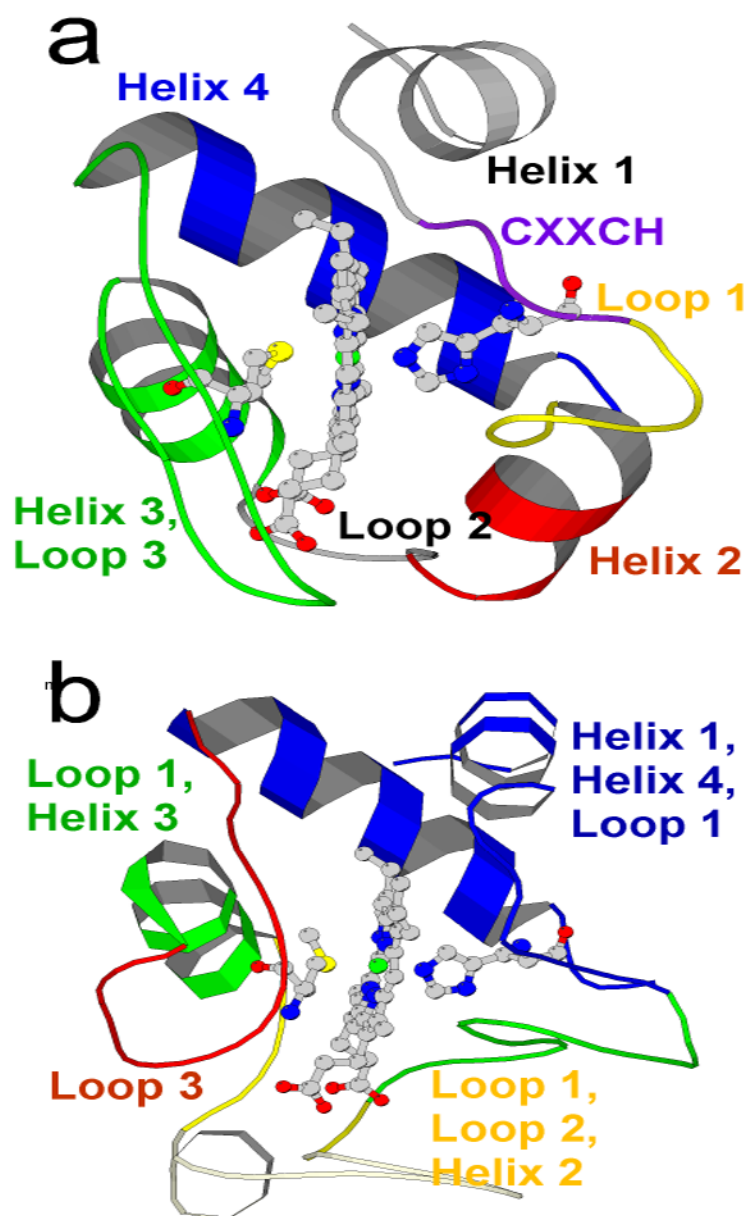 a
Helix 4
Helix 1
CXXCH
Loop 1
Helix 3,
Loop 3
Loop 2
Helix 2
b
Loop 1,
Helix 3
Helix 1,
Helix 4,
Loop 1
Loop 3
Loop 1,
Loop 2,
Helix 2